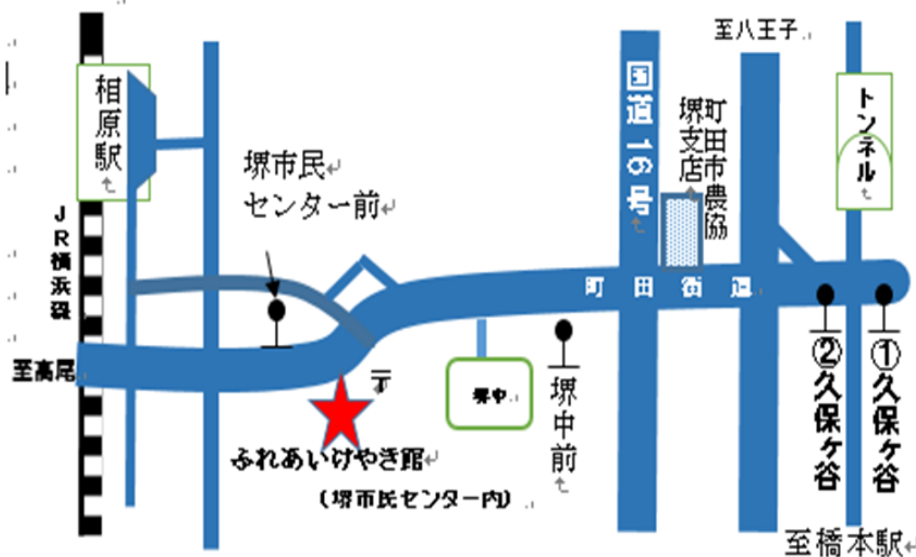 至八王子
国道16号
町田市農協
堺支店
トンネル
相原駅
堺市民
センター前
JR横浜線
町田街道
至高尾
〒
堺中
堺中前
②久保ヶ谷
①久保ヶ谷
ふれあいけやき館
(堺市民センター内)
至橋本駅